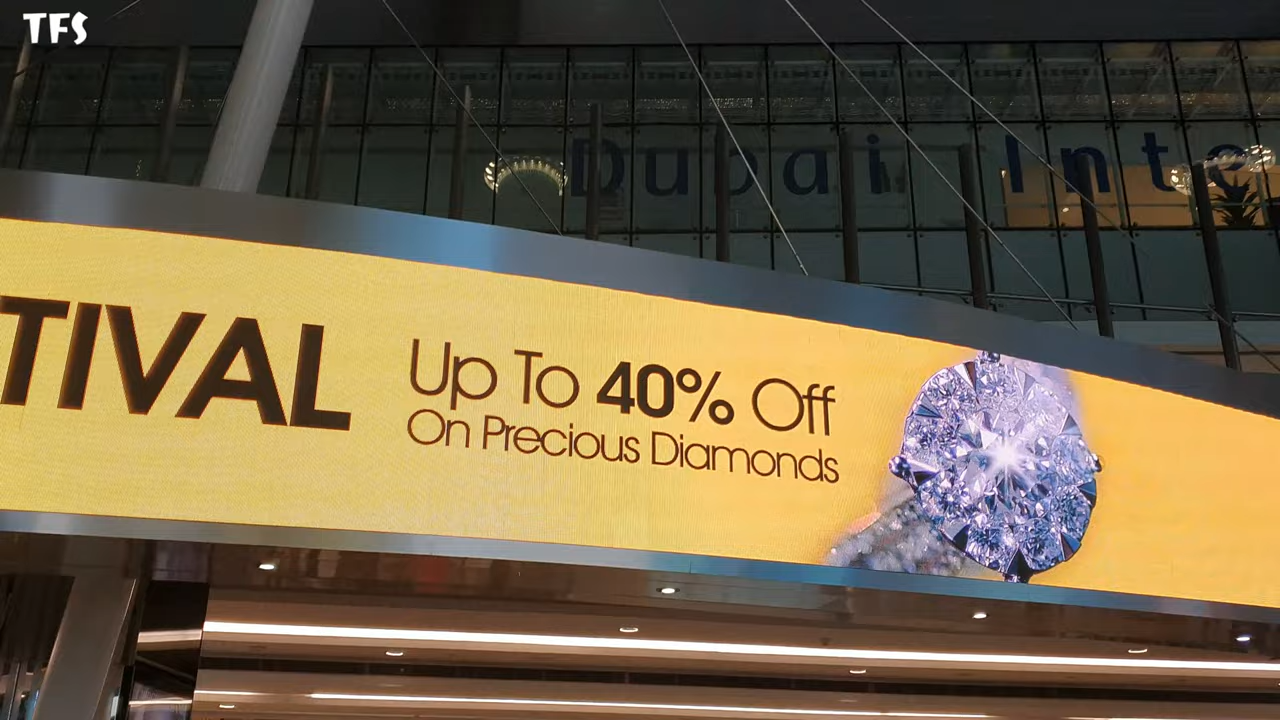 TFS
Dubai Inte
TIVAL
Up To 40% Off
On Precious Diamonds